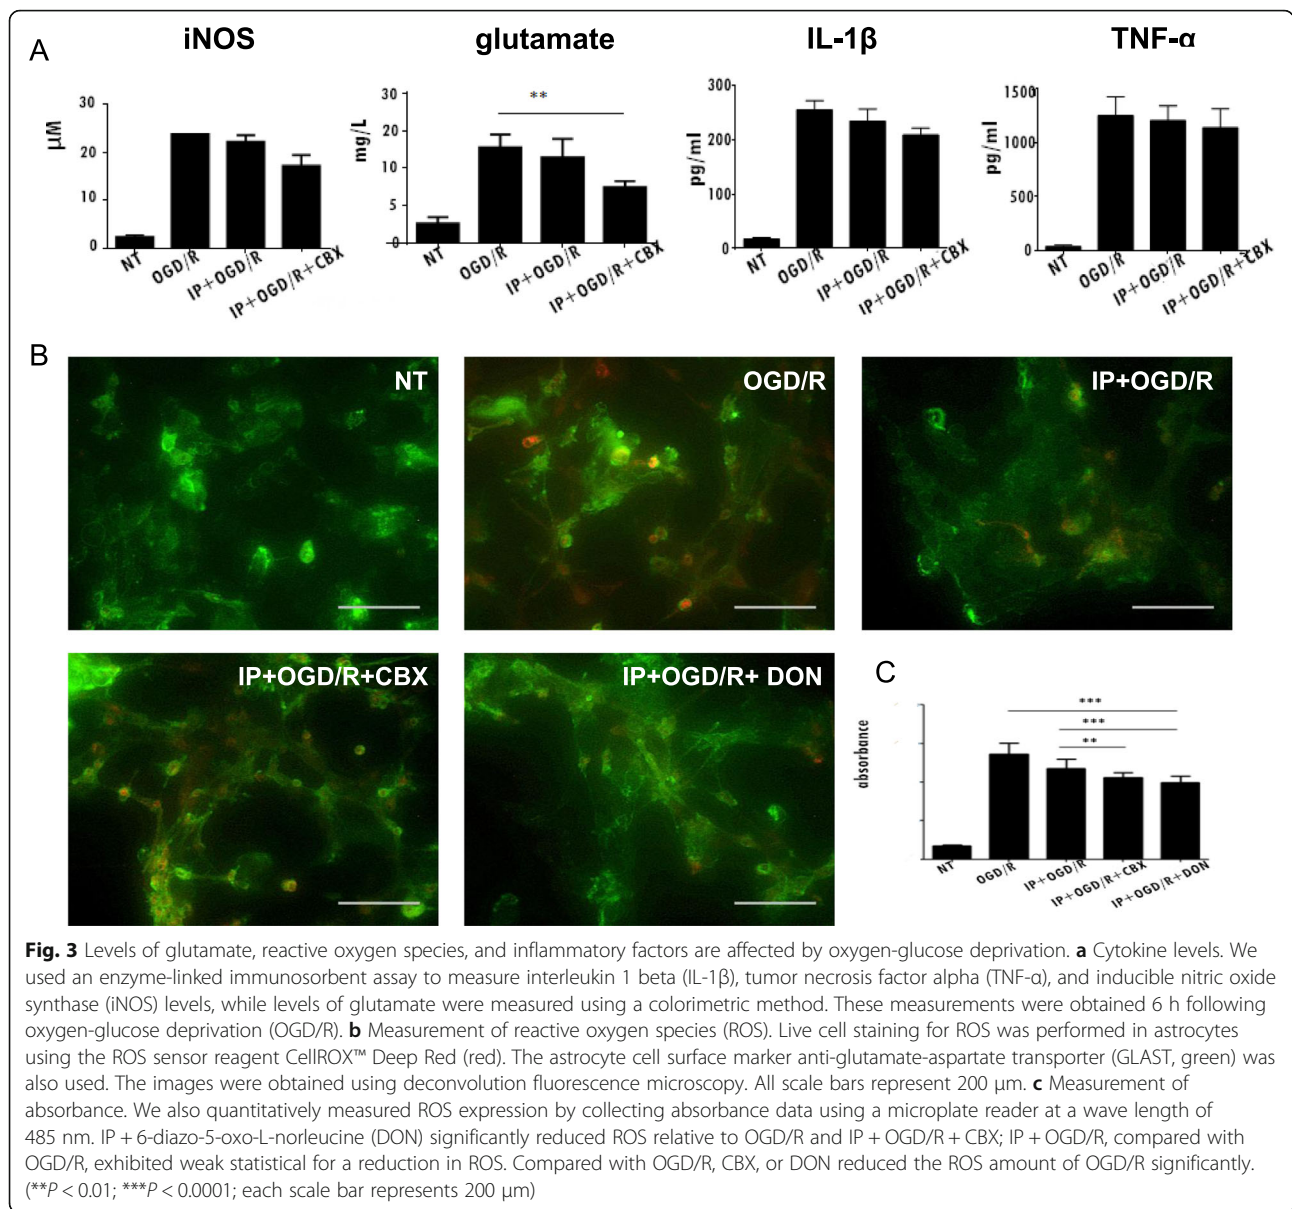 A
iNOS
glutamate
IL-1β
TNF-α
30
20
10
0
µM
NT
OGD/R
IP+OGD/R
IP+OGD/R+CBX
30
20
10
5
0
mg/L
**
NT
OGD/R
IP+OGD/R
IP+OGD/R+CBX
300
200
100
0
pg/ml
NT
OGD/R
IP+OGD/R
IP+OGD/R+CBX
1500
1000
500
0
pg/ml
NT
OGD/R
IP+OGD/R
IP+OGD/R+CBX
B
NT
OGD/R
IP+OGD/R
IP+OGD/R+CBX
IP+OGD/R+ DON
C
absorbance
***
***
**
NT
OGD/R
IP+OGD/R
IP+OGD/R+CBX
IP+OGD/R+DON
Fig. 3 Levels of glutamate, reactive oxygen species, and inflammatory factors are affected by oxygen-glucose deprivation. a Cytokine levels. We
used an enzyme-linked immunosorbent assay to measure interleukin 1 beta (IL-1β), tumor necrosis factor alpha (TNF-α), and inducible nitric oxide
synthase (iNOS) levels, while levels of glutamate were measured using a colorimetric method. These measurements were obtained 6 h following
oxygen-glucose deprivation (OGD/R). b Measurement of reactive oxygen species (ROS). Live cell staining for ROS was performed in astrocytes
using the ROS sensor reagent CellROX™ Deep Red (red). The astrocyte cell surface marker anti-glutamate-aspartate transporter (GLAST, green) was
also used. The images were obtained using deconvolution fluorescence microscopy. All scale bars represent 200 µm. c Measurement of
absorbance. We also quantitatively measured ROS expression by collecting absorbance data using a microplate reader at a wave length of
485 nm. IP + 6-diazo-5-oxo-L-norleucine (DON) significantly reduced ROS relative to OGD/R and IP + OGD/R + CBX; IP + OGD/R, compared with
OGD/R, exhibited weak statistical for a reduction in ROS. Compared with OGD/R, CBX, or DON reduced the ROS amount of OGD/R significantly.
(**P < 0.01; ***P < 0.0001; each scale bar represents 200 µm)